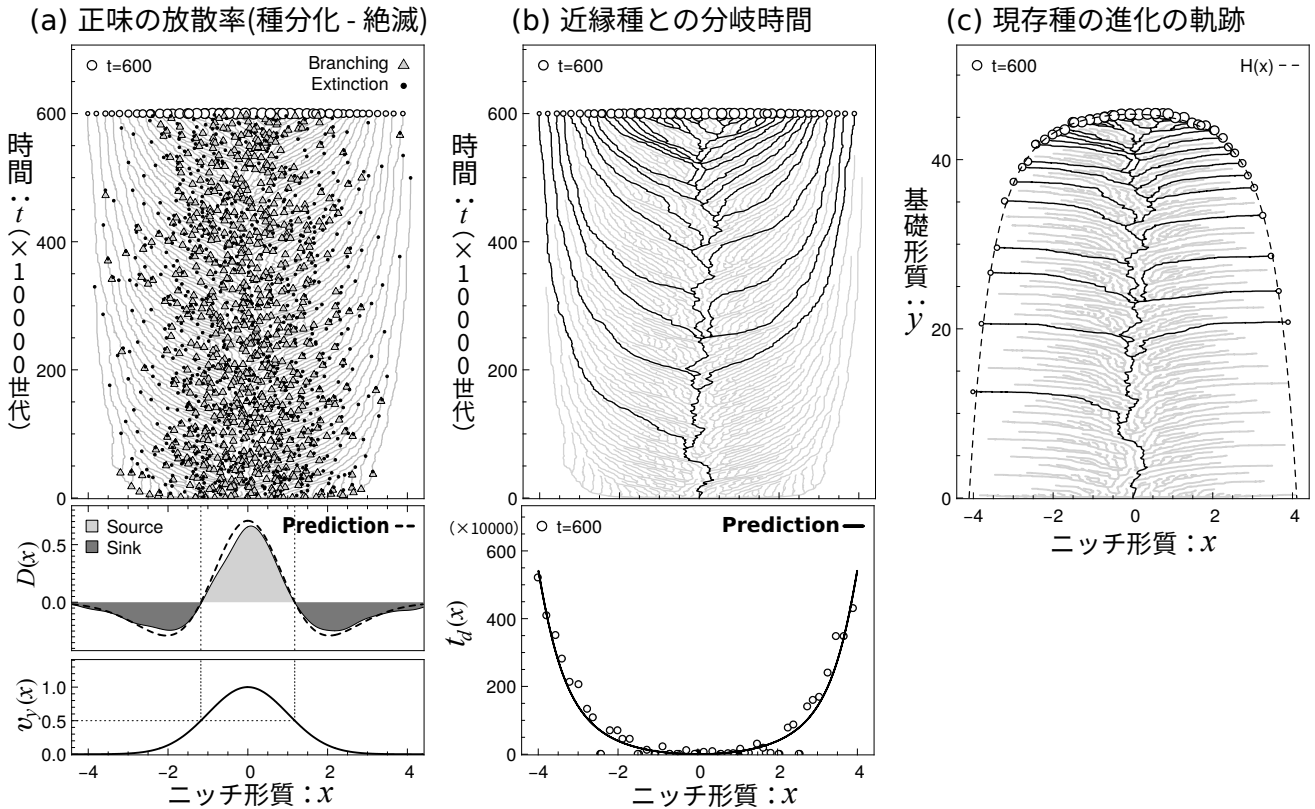 (a) 正味の放散率(種分化 - 絶滅)
t=600
Branching
Extinction
600
400
200
0
時間:t(×10000世代)
Source
Sink
Prediction
0.5
0.0
D(x)
1.0
0.5
0.0
v_y(x)
−4 −2 0 2 4
ニッチ形質:x
(b) 近縁種との分岐時間
t=600
600
400
200
0
時間:t(×10000世代)
(×10000)
t=600
Prediction
600
400
200
0
t_d(x)
−4 −2 0 2 4
ニッチ形質:x
(c) 現存種の進化の軌跡
t=600
H(x)
40
20
0
基礎形質:y
−4 −2 0 2 4
ニッチ形質:x